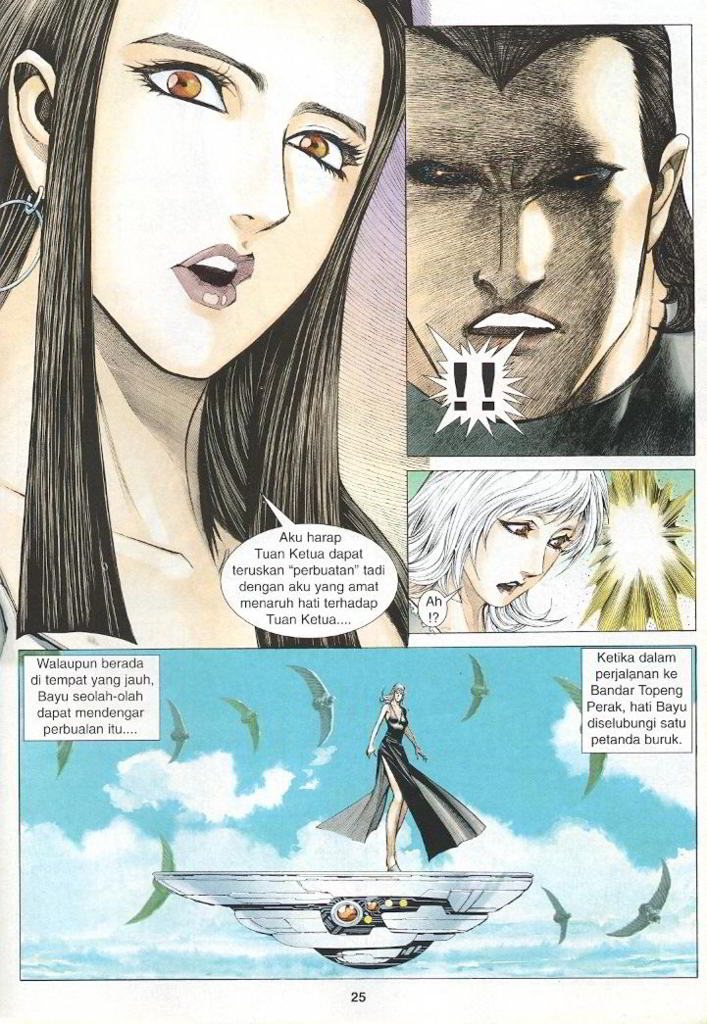 Aku harap
Tuan Ketua dapat
teruskan “perbuatan” tadi
dengan aku yang amat
menaruh hati terhadap
Tuan Ketua....
!!
Ah
!?
Walaupun berada
di tempat yang jauh,
Bayu seolah-olah
dapat mendengar
perbualan itu....
Ketika dalam
perjalanan ke
Bandar Topeng
Perak, hati Bayu
diselubungi satu
petanda buruk.
25